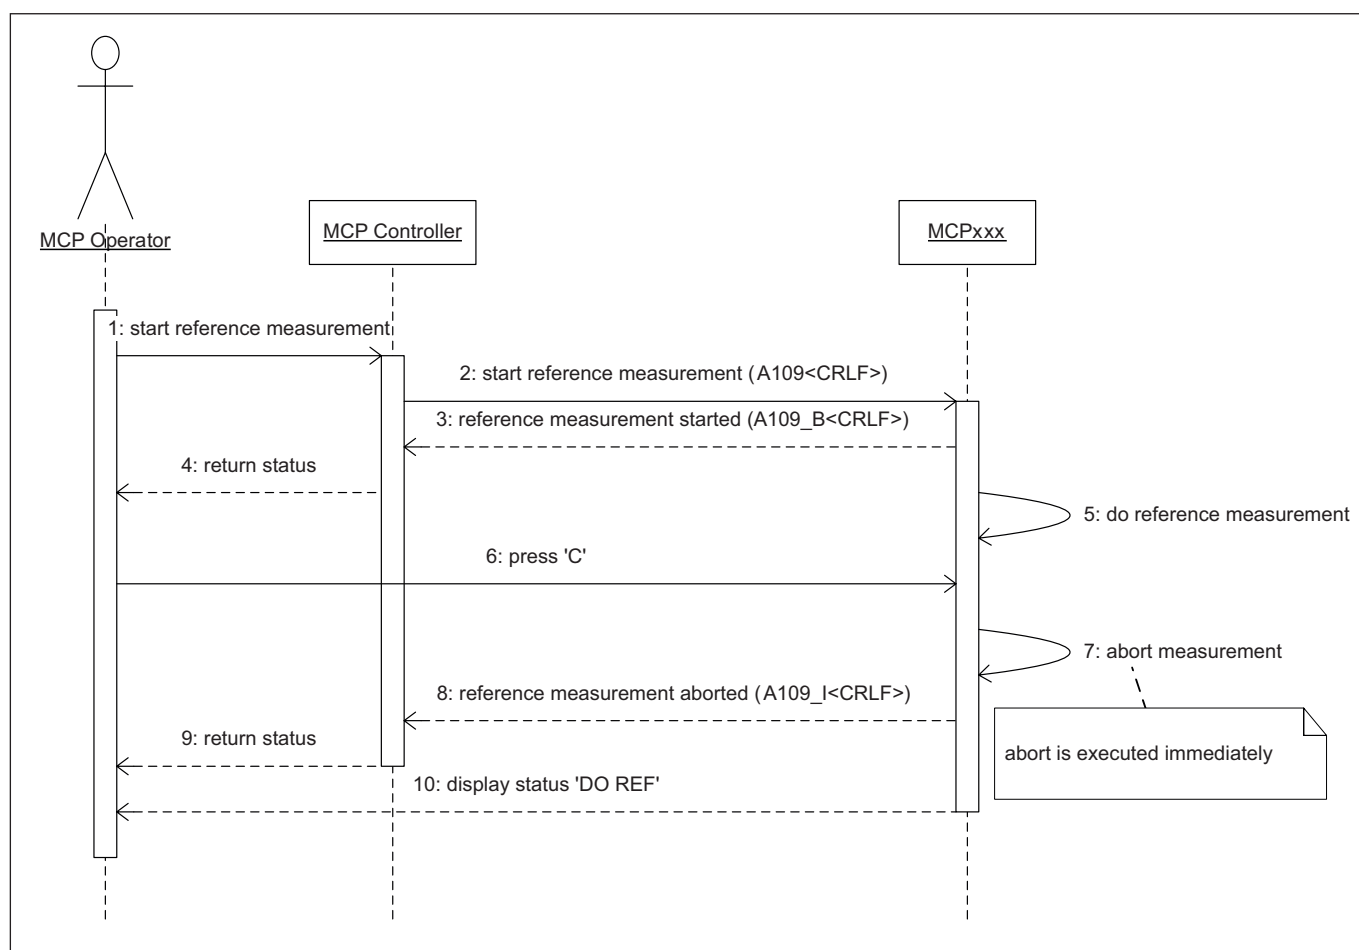 MCP Operator
MCP Controller
MCPxxx
1: start reference measurement
2: start reference measurement (A109<CRLF>)
3: reference measurement started (A109_B<CRLF>)
4: return status
5: do reference measurement
6: press 'C'
7: abort measurement
8: reference measurement aborted (A109_I<CRLF>)
abort is executed immediately
9: return status
10: display status 'DO REF'